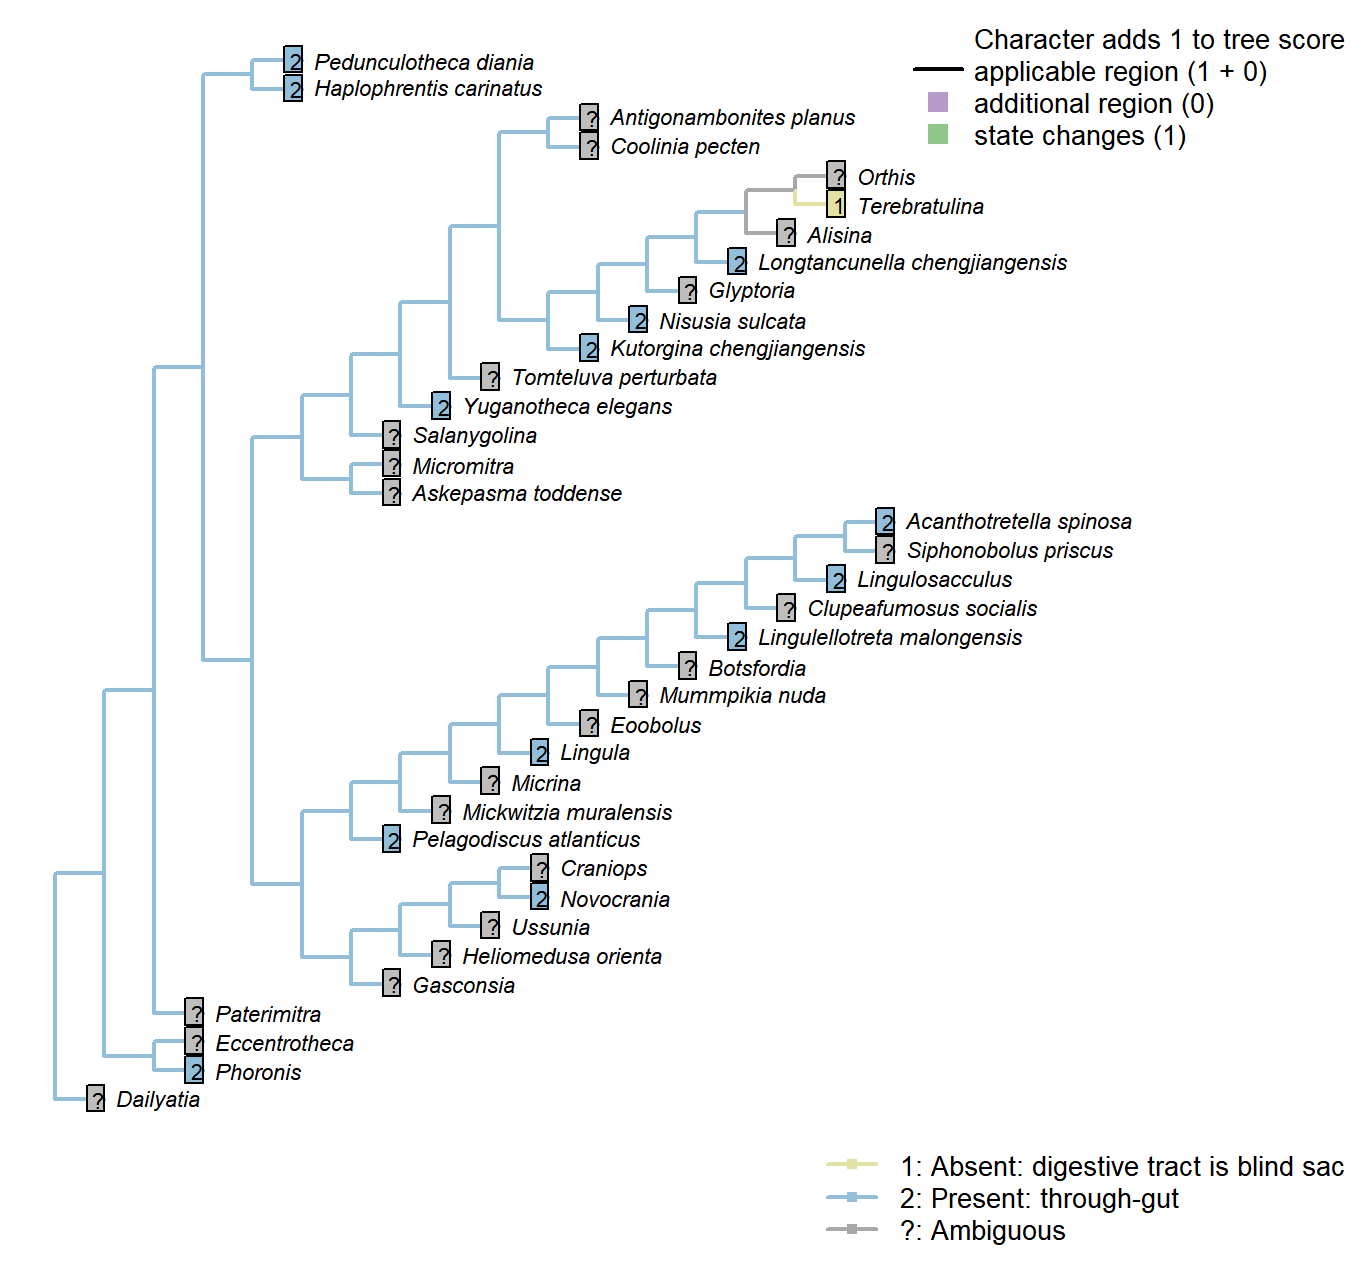 Character adds 1 to tree score
applicable region (1 + 0)
additional region (0)
state changes (1)
2 Pedunculotheca diania
2 Haplophrentis carinatus
? Antigonambonites planus
? Coolinia pecten
? Orthis
1 Terebratulina
? Alisina
2 Longtancunella chengjiangensis
? Glyptoria
2 Nisusia sulcata
2 Kutorgina chengjiangensis
? Tomteluva perturbata
2 Yuganotheca elegans
? Salanygolina
? Micromitra
? Askepasma toddense
2 Acanthotretella spinosa
? Siphonobolus priscus
2 Lingulosacculus
? Clupeafumosus socialis
2 Lingulellotreta malongensis
? Botsfordia
? Mummpikia nuda
? Eoobolus
2 Lingula
? Micrina
? Mickwitzia muralensis
2 Pelagodiscus atlanticus
? Craniops
2 Novocrania
? Ussunia
? Heliomedusa orienta
? Gasconsia
? Paterimitra
? Eccentrotheca
2 Phoronis
? Dailyatia
1: Absent: digestive tract is blind sac
2: Present: through-gut
?: Ambiguous